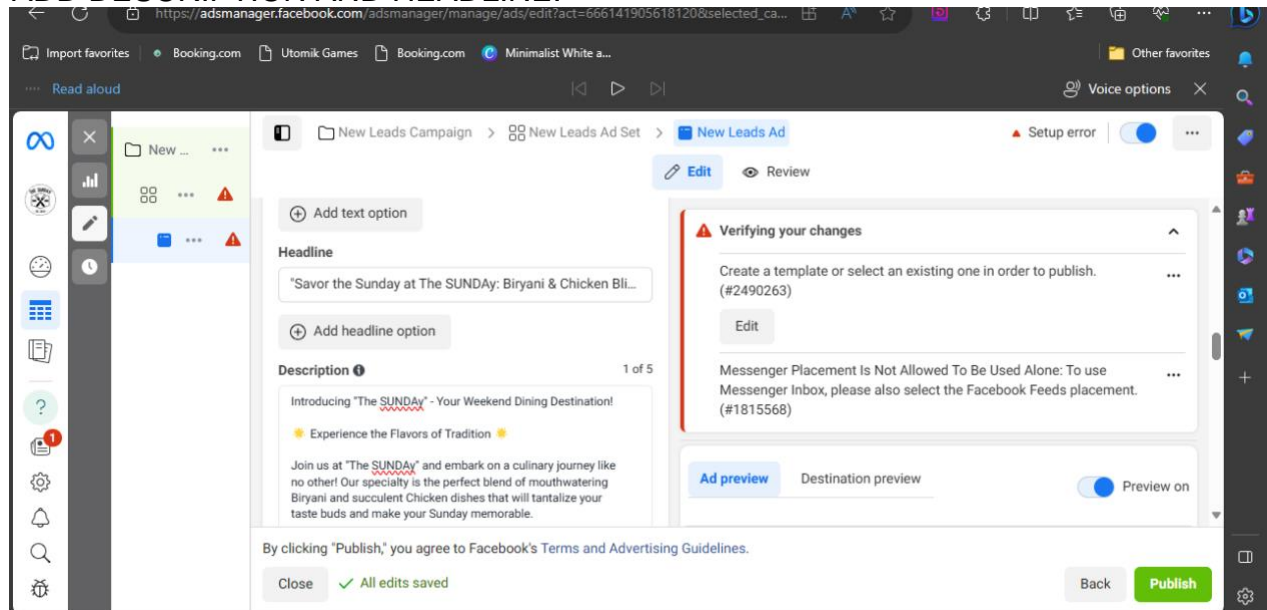 ADD DESCRIPTION AND HEADLINE:
https://adsmanager.facebook.com/adsmanager/manage/ads/edit?act=666141905618120&selected_ca...
Import favorites
Booking.com
Utomik Games
Booking.com
Minimalist White a...
Other favorites
Read aloud
Voice options
New ...
New Leads Campaign > New Leads Ad Set > New Leads Ad
Setup error
Edit
Review
Add text option
Headline
"Savor the Sunday at The SUNDAy: Biryani & Chicken Bli...
Add headline option
Description
1 of 5
Introducing "The SUNDAy" - Your Weekend Dining Destination!
Experience the Flavors of Tradition
Join us at "The SUNDAy" and embark on a culinary journey like
no other! Our specialty is the perfect blend of mouthwatering
Biryani and succulent Chicken dishes that will tantalize your
taste buds and make your Sunday memorable.
Verifying your changes
Create a template or select an existing one in order to publish.
(#2490263)
Edit
Messenger Placement Is Not Allowed To Be Used Alone: To use
Messenger Inbox, please also select the Facebook Feeds placement.
(#1815568)
Ad preview
Destination preview
Preview on
1
By clicking "Publish," you agree to Facebook's Terms and Advertising Guidelines.
Close
All edits saved
Back
Publish